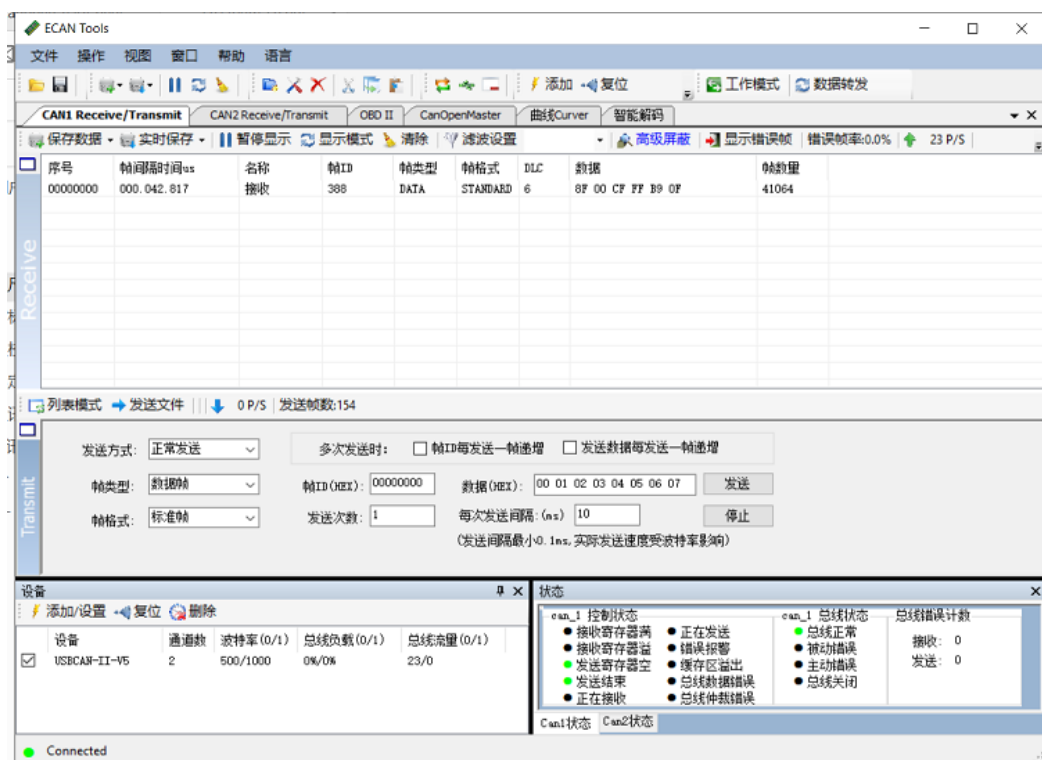 ECAN Tools
文件 操作 视图 窗口 帮助 语言
添加 复位 工作模式 数据转发
CAN1 Receive/Transmit CAN2 Receive/Transmit OBD II CanOpenMaster 曲线Curver 智能解码
保存数据 实时保存 暂停显示 显示模式 清除 滤波设置 高级屏蔽 显示错误帧 错误帧率:0.0% 23 P/S
序号 帧间隔时间us 名称 帧ID 帧类型 帧格式 DLC 数据 帧数量
00000000 000.042.817 接收 388 DATA STANDARD 6 8F 00 CF FF B9 0F 41064
Receive
列表模式 发送文件 0 P/S 发送帧数:154
发送方式: 正常发送 多次发送时: 帧ID每发送一帧递增 发送数据每发送一帧递增
帧类型: 数据帧 帧ID(HEX): 00000000 数据(HEX): 00 01 02 03 04 05 06 07 发送
帧格式: 标准帧 发送次数: 1 每次发送间隔:(ms) 10 停止
(发送间隔最小0.1ms,实际发送速度受波特率影响)
Transmit
设备
添加/设置 复位 删除
设备 通道数 波特率(0/1) 总线负载(0/1) 总线流量(0/1)
USBCAN-II-V5 2 500/1000 0%/0% 23/0
状态
can_1 控制状态 can_1 总线状态 总线错误计数
接收寄存器满 正在发送 总线正常 接收: 0
接收寄存器溢 错误报警 被动错误
发送寄存器空 缓存区溢出 主动错误 发送: 0
发送结束 总线数据错误 总线关闭
正在接收 总线仲裁错误
Can1状态 Can2状态
Connected